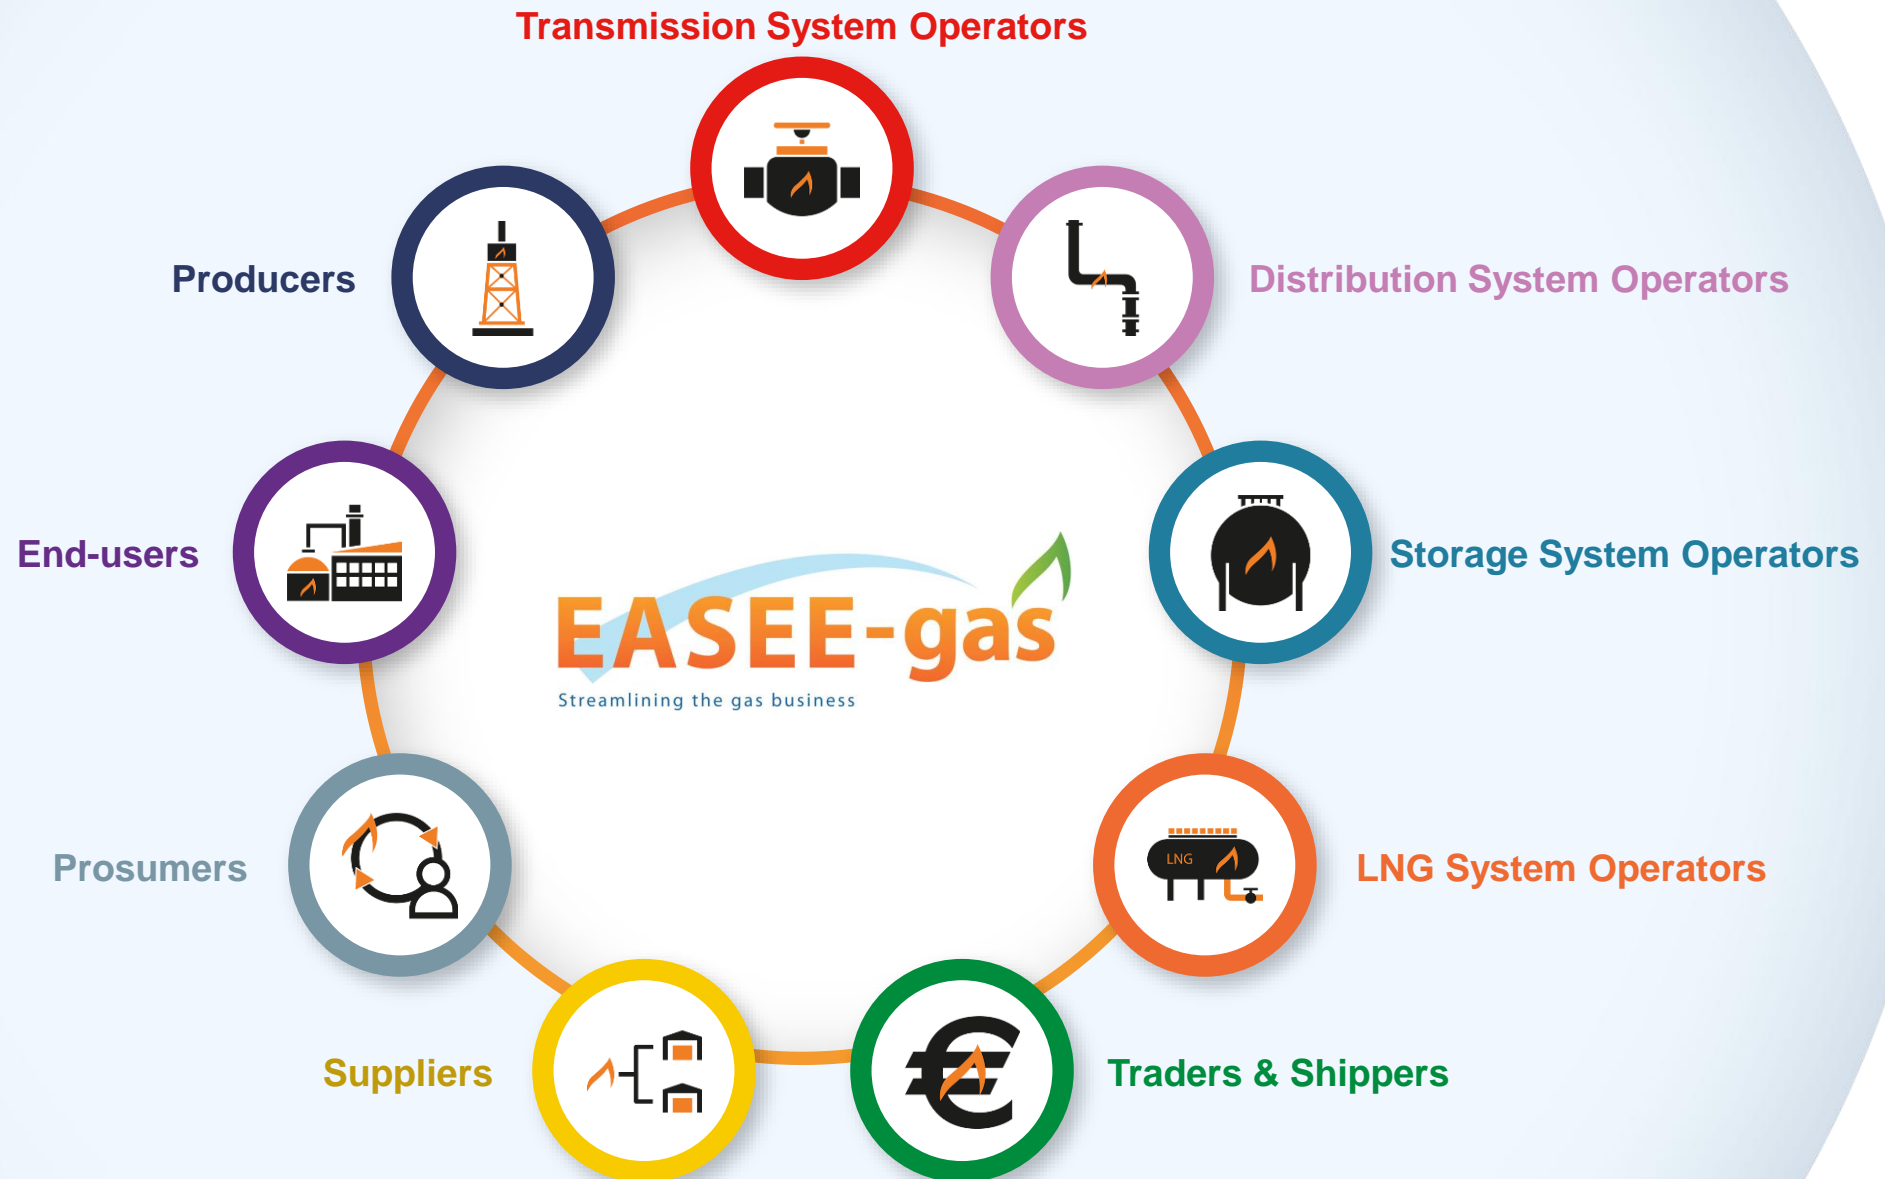 Transmission System Operators
Producers
Distribution System Operators
End-users
Storage System Operators
EASEE-gas
Streamlining the gas business
Prosumers
LNG
LNG System Operators
Suppliers
Traders & Shippers